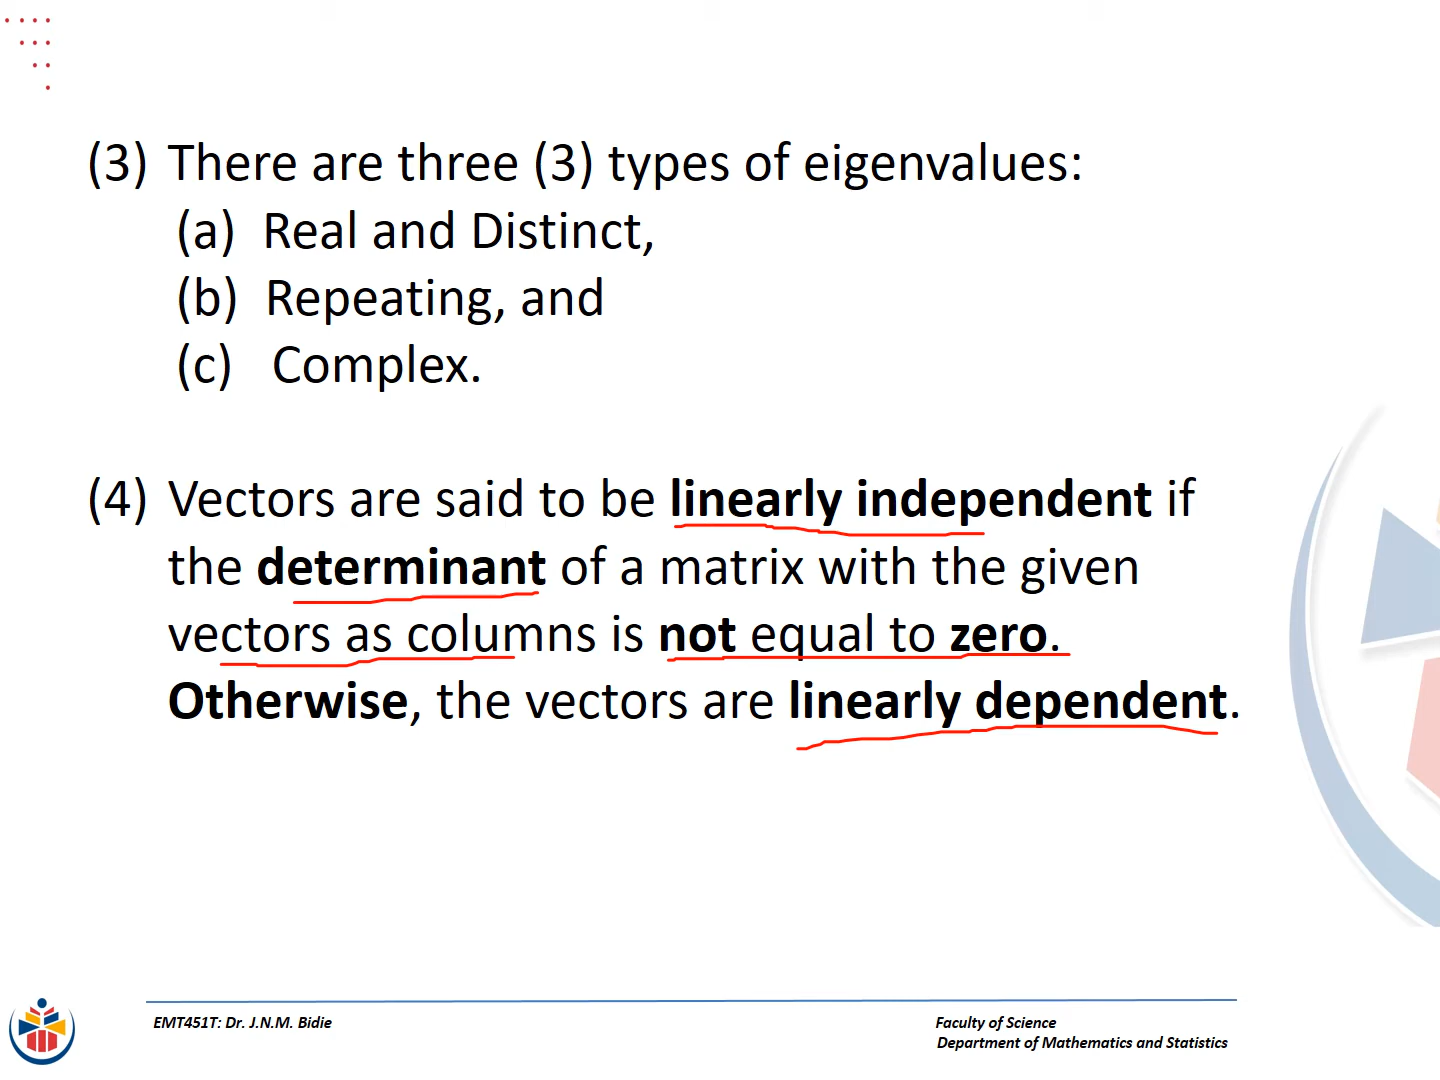 (3) There are three (3) types of eigenvalues:
(a) Real and Distinct,
(b) Repeating, and
(c) Complex.
(4) Vectors are said to be linearly independent if
the determinant of a matrix with the given
vectors as columns is not equal to zero.
Otherwise, the vectors are linearly dependent.
EMT451T: Dr. J.N.M. Bidie
Faculty of Science
Department of Mathematics and Statistics